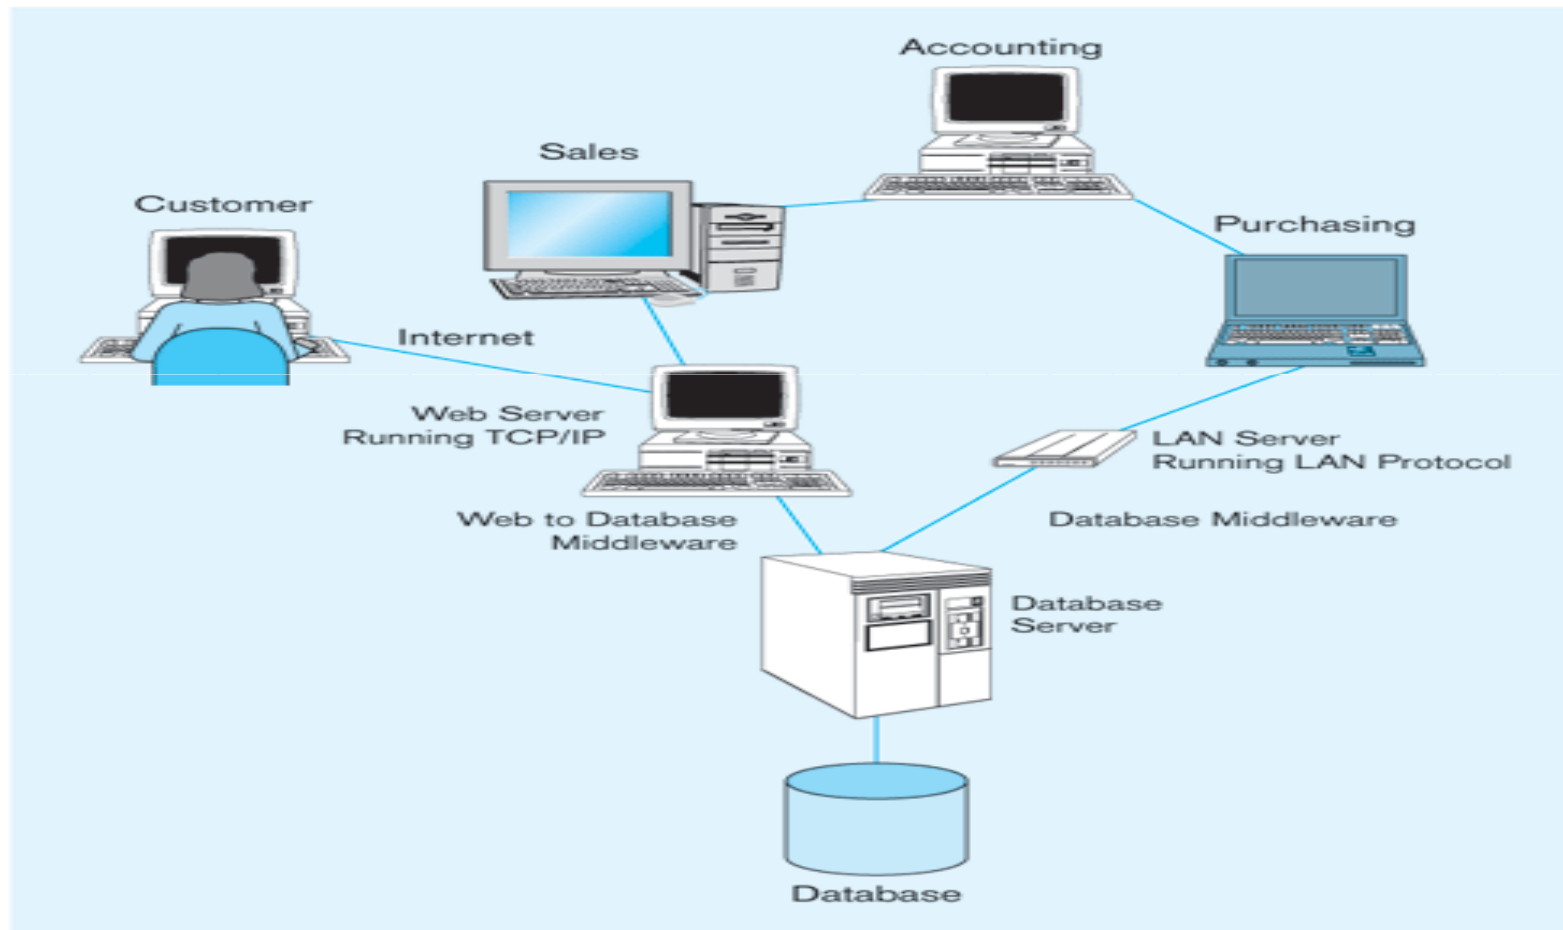 Accounting
Sales
Customer
Purchasing
Internet
Web Server
Running TCP/IP
LAN Server
Running LAN Protocol
Web to Database
Middleware
Database Middleware
Database
Server
Database